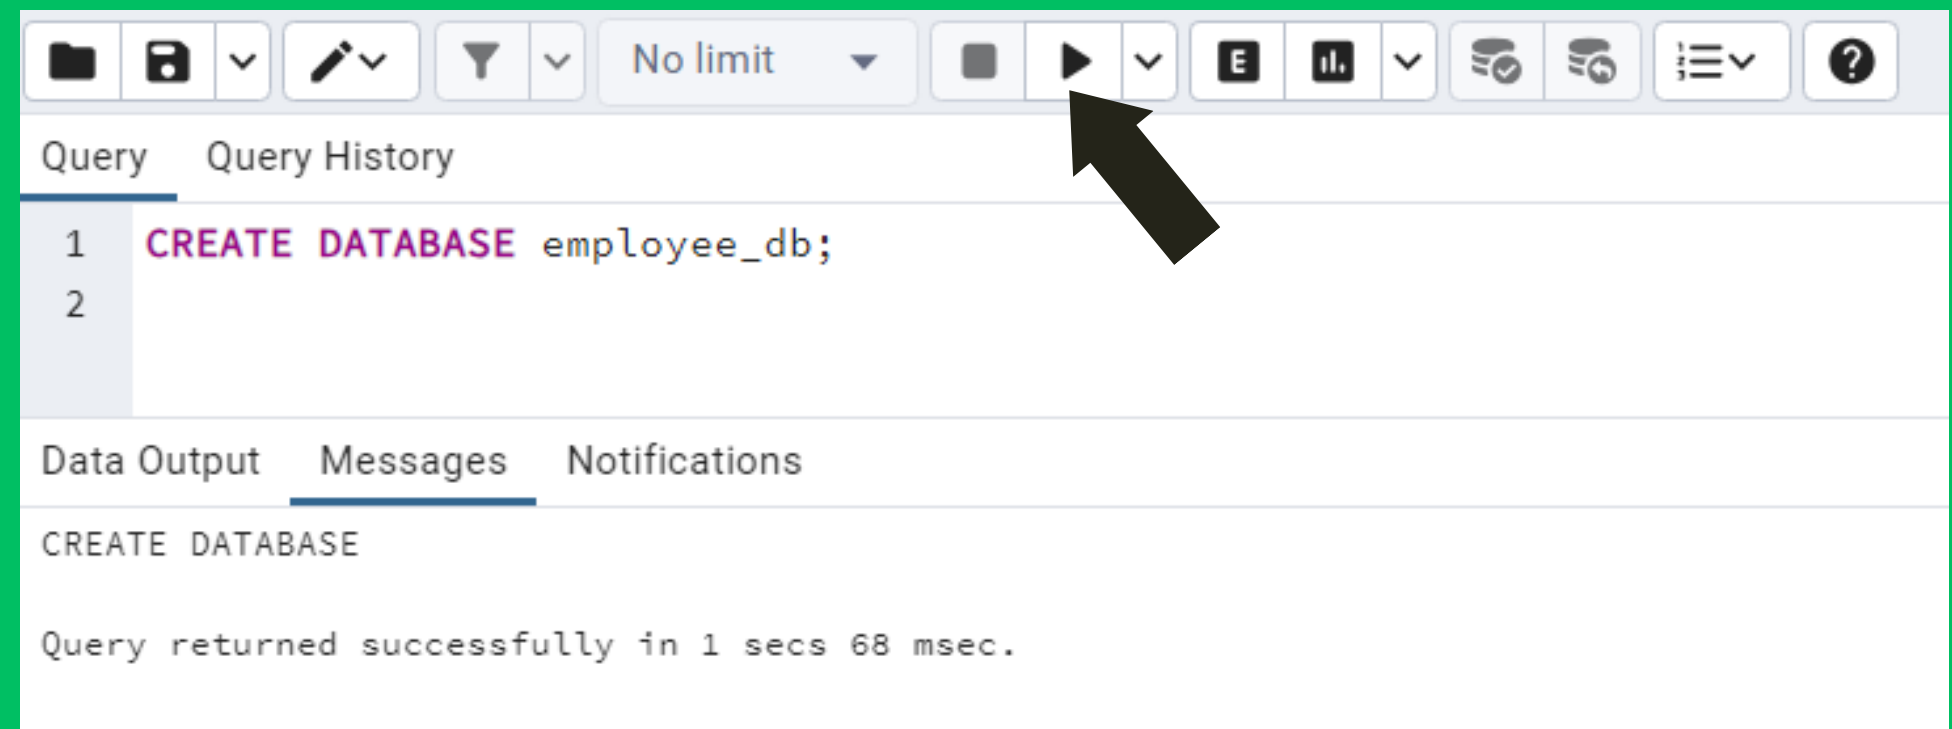 No limit
E
?
Query Query History
1 CREATE DATABASE employee_db;
2
Data Output Messages Notifications
CREATE DATABASE
Query returned successfully in 1 secs 68 msec.